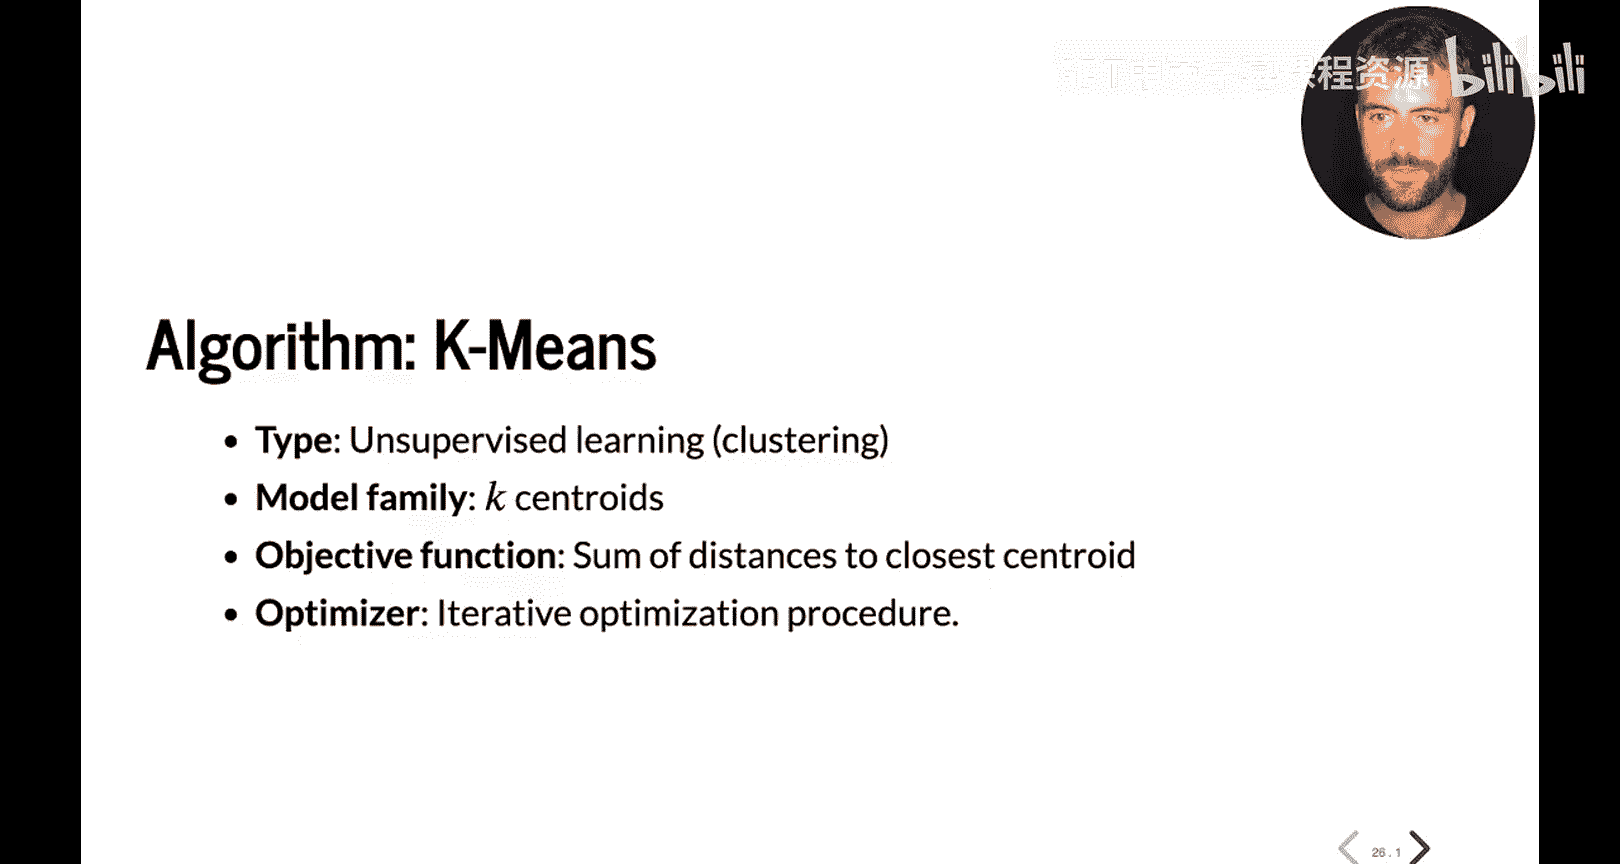 程资源 bilibili
Algorithm: K-Means
• Type: Unsupervised learning (clustering)
• Model family: k centroids
• Objective function: Sum of distances to closest centroid
• Optimizer: Iterative optimization procedure.
26 . 1